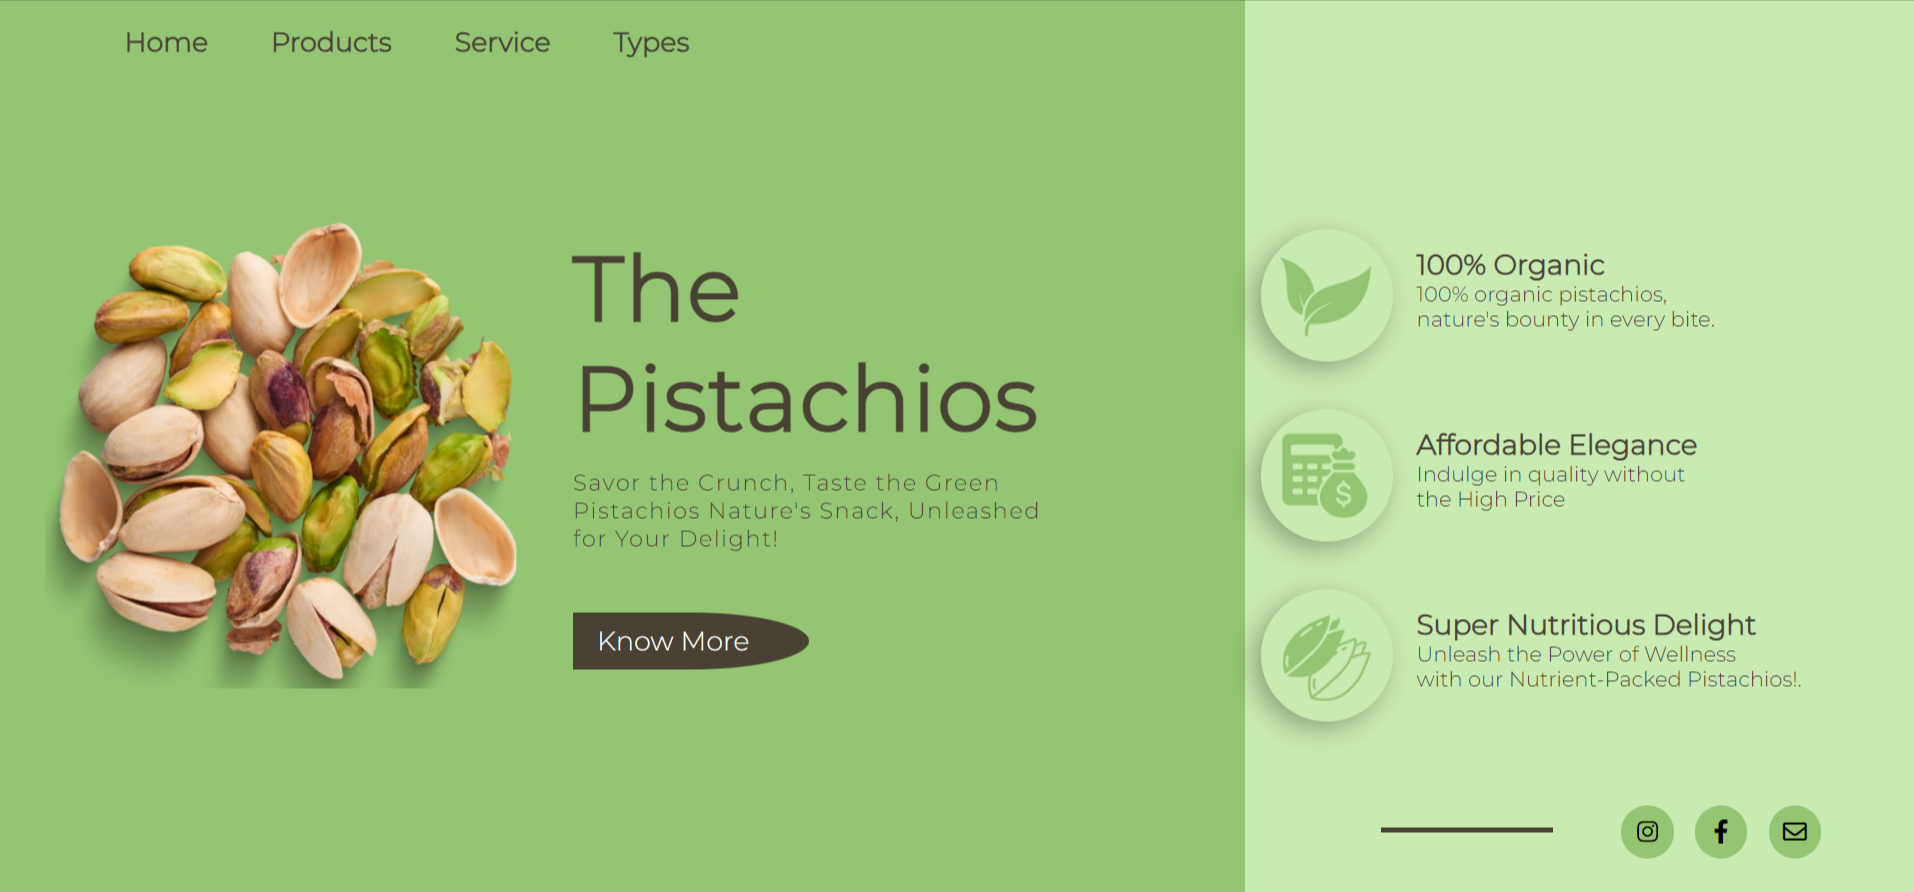 Home Products Service Types
The
Pistachios
Savor the Crunch, Taste the Green
Pistachios Nature's Snack, Unleashed
for Your Delight!
Know More
100% Organic
100% organic pistachios,
nature's bounty in every bite.
Affordable Elegance
Indulge in quality without
the High Price
$
Super Nutritious Delight
Unleash the Power of Wellness
with our Nutrient-Packed Pistachios!.